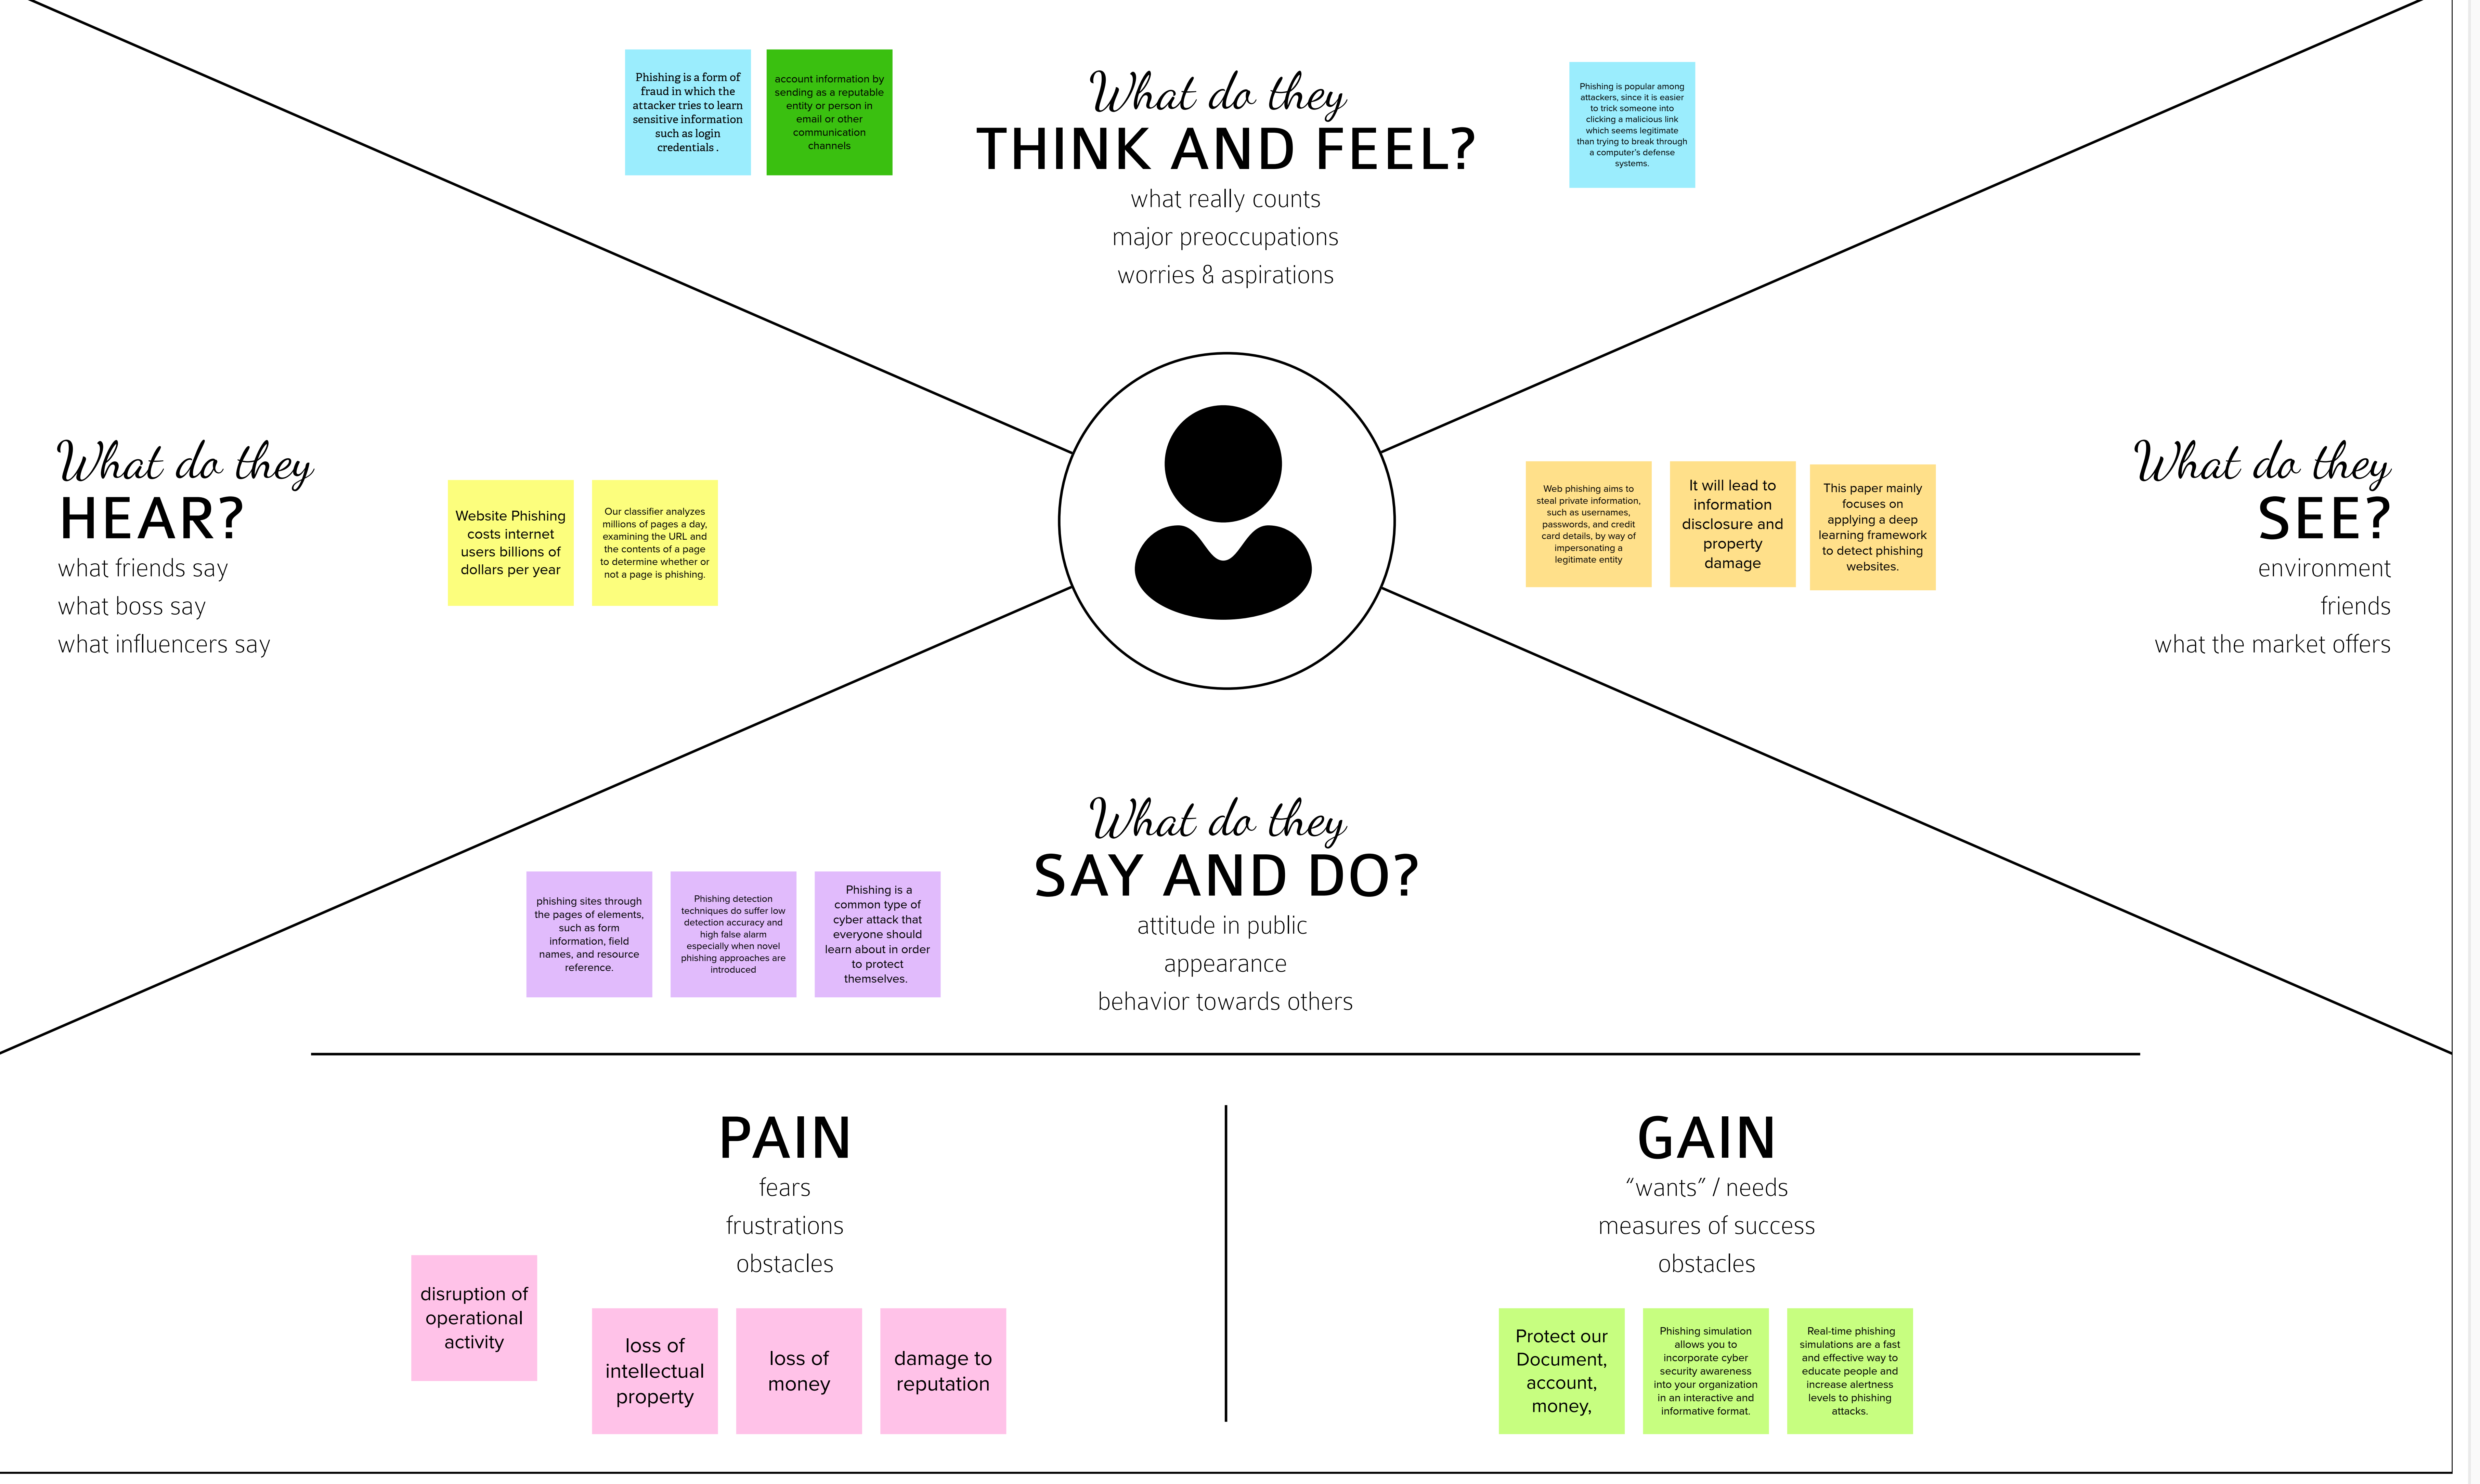 Phishing is a form of
fraud in which the
attacker tries to learn
sensitive information
such as login
credentials .
account information by
sending as a reputable
entity or person in
email or other
communication
channels
What do they
THINK AND FEEL?
what really counts
major preoccupations
worries & aspirations
Phishing is popular among
attackers, since it is easier
to trick someone into
clicking a malicious link
which seems legitimate
than trying to break through
a computer's defense
systems.
What do they
HEAR?
what friends say
what boss say
what influencers say
Website Phishing
costs internet
users billions of
dollars per year
Our classifier analyzes
millions of pages a day,
examining the URL and
the contents of a page
to determine whether or
not a page is phishing.
Web phishing aims to
steal private information,
such as usernames,
passwords, and credit
card details, by way of
impersonating a
legitimate entity
It will lead to
information
disclosure and
property
damage
This paper mainly
focuses on
applying a deep
learning framework
to detect phishing
websites.
What do they
SEE?
environment
friends
what the market offers
phishing sites through
the pages of elements,
such as form
information, field
names, and resource
reference.
Phishing detection
techniques do suffer low
detection accuracy and
high false alarm
especially when novel
phishing approaches are
introduced
Phishing is a
common type of
cyber attack that
everyone should
learn about in order
to protect
themselves.
What do they
SAY AND DO?
attitude in public
appearance
behavior towards others
PAIN
fears
frustrations
obstacles
disruption of
operational
activity
loss of
intellectual
property
loss of
money
damage to
reputation
GAIN
“wants” / needs
measures of success
obstacles
Protect our
Document,
account,
money,
Phishing simulation
allows you to
incorporate cyber
security awareness
into your organization
in an interactive and
informative format.
Real-time phishing
simulations are a fast
and effective way to
educate people and
increase alertness
levels to phishing
attacks.